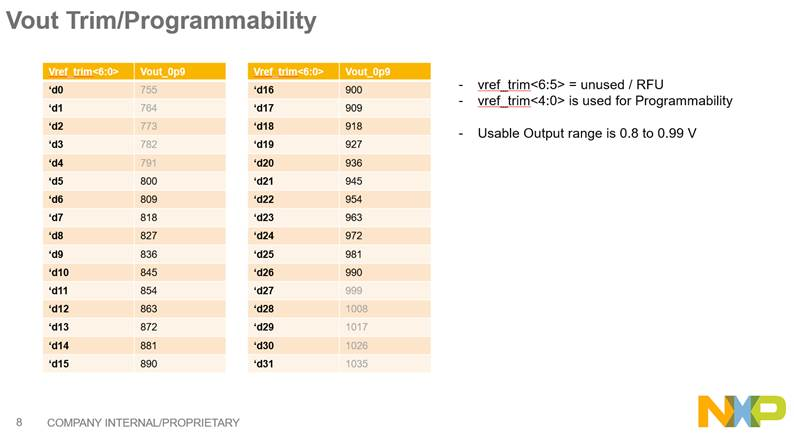 Vout Trim/Programmability
Vref_trim<6:0> Vout_0p9
'd0 755
'd1 764
'd2 773
'd3 782
'd4 791
'd5 800
'd6 809
'd7 818
'd8 827
'd9 836
'd10 845
'd11 854
'd12 863
'd13 872
'd14 881
'd15 890
Vref_trim<6:0> Vout_0p9
'd16 900
'd17 909
'd18 918
'd19 927
'd20 936
'd21 945
'd22 954
'd23 963
'd24 972
'd25 981
'd26 990
'd27 999
'd28 1008
'd29 1017
'd30 1026
'd31 1035
- vref_trim<6:5> = unused / RFU
- vref_trim<4:0> is used for Programmability
- Usable Output range is 0.8 to 0.99 V
8 COMPANY INTERNAL/PROPRIETARY
NXP